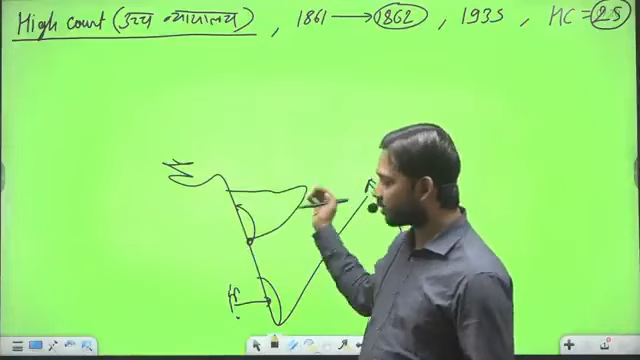 High court (उच्च न्यायालय), 1861 → 1862, 1935, HC = 25